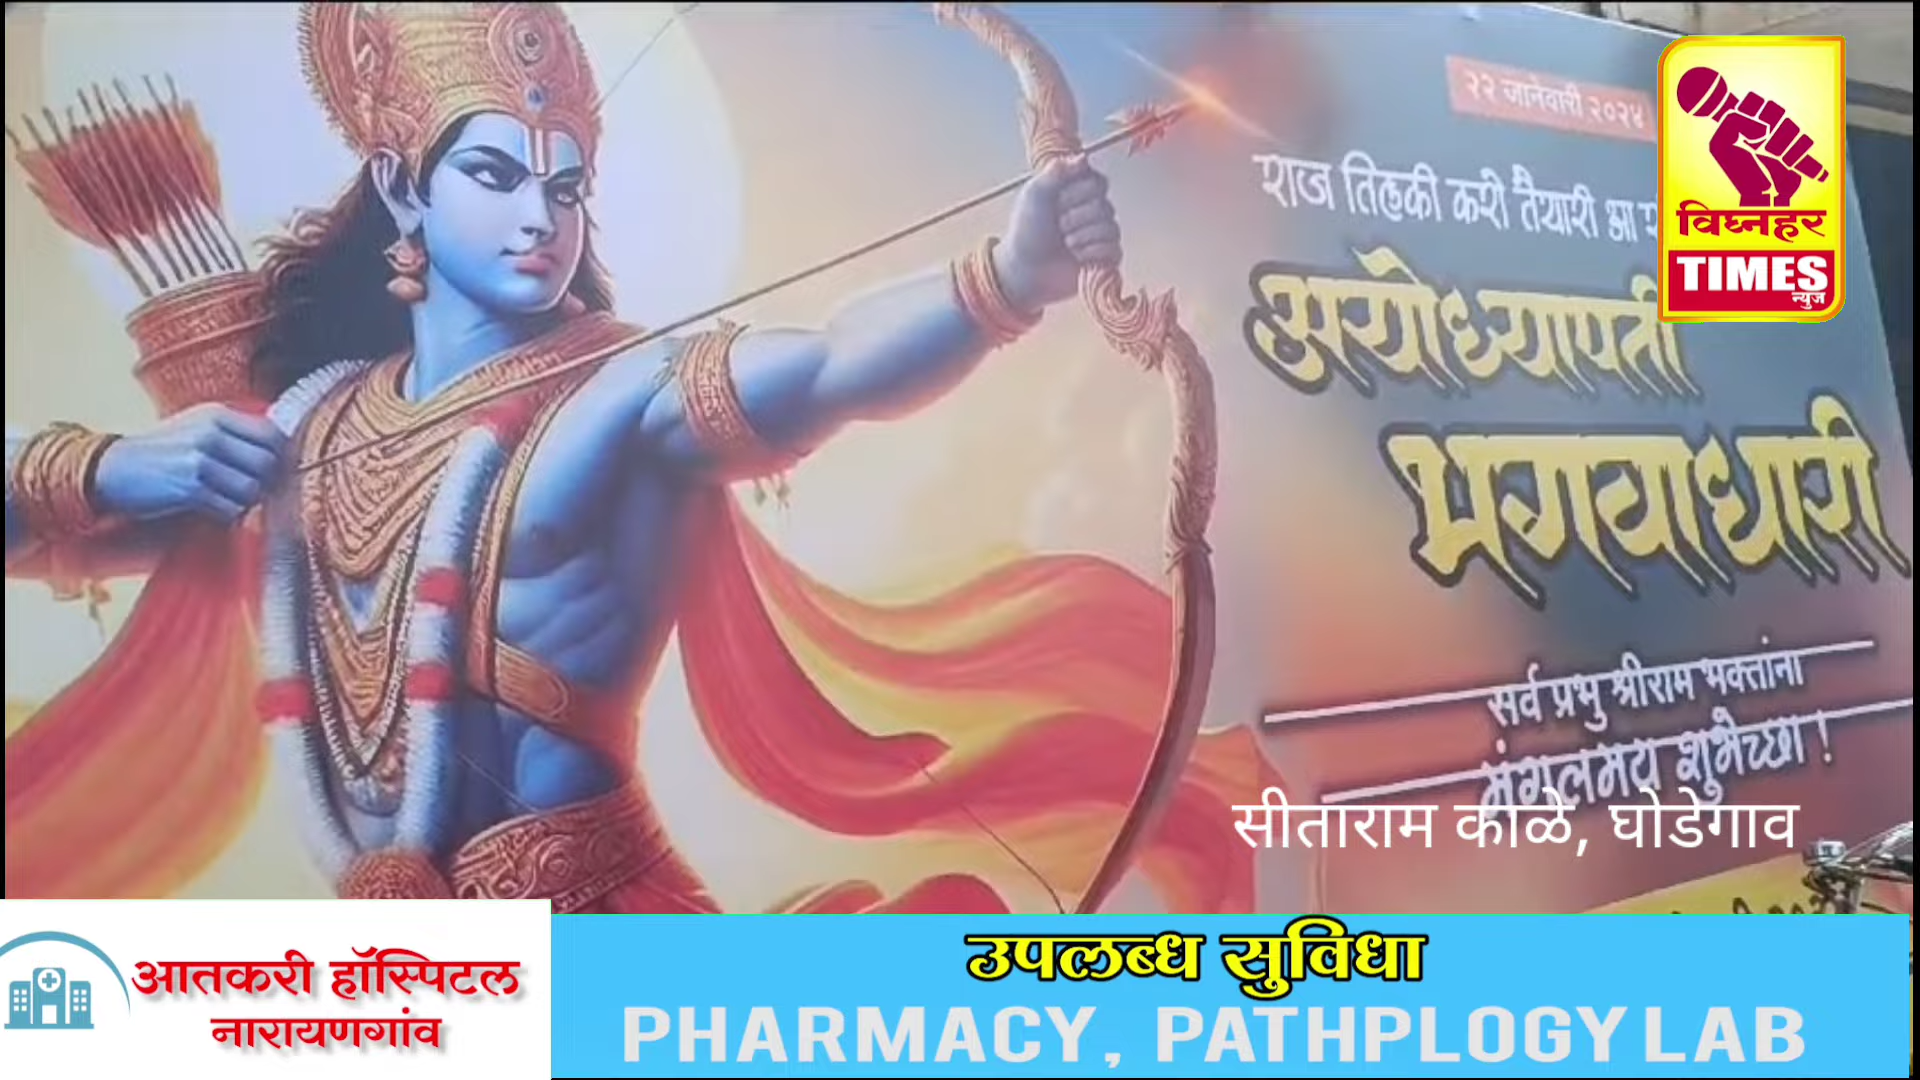 २२ जानेवारी २०२४
राज तिलकी करो तैयारी आ
अयोध्यापती
भगवाधारी
सर्व प्रभु श्रीराम भक्तांना
मंगलमय शुभेच्छा !
विघ्नहर
TIMES
न्युज
सीताराम काळे, घोडेगाव
आतकरी हॉस्पिटल
नारायणगांव
उपलब्ध सुविधा
PHARMACY, PATHPLOGY LAB